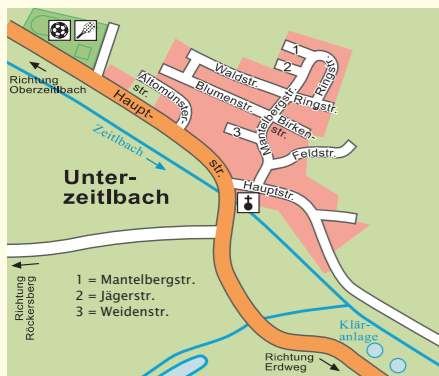 Richtung
Oberzeitlbach
Haupt-
str.
Altomünster-
str.
Waldstr.
Blumenstr.
1
2
Ringstr.
Ringstr.
Mantelbergstr.
Birken-
str.
3
Feldstr.
Hauptstr.
Zeitlbach
Unter-
zeitlbach
1 = Mantelbergstr.
2 = Jägerstr.
3 = Weidenstr.
Richtung
Röckersberg
Klär-
anlage
Richtung
Erdweg